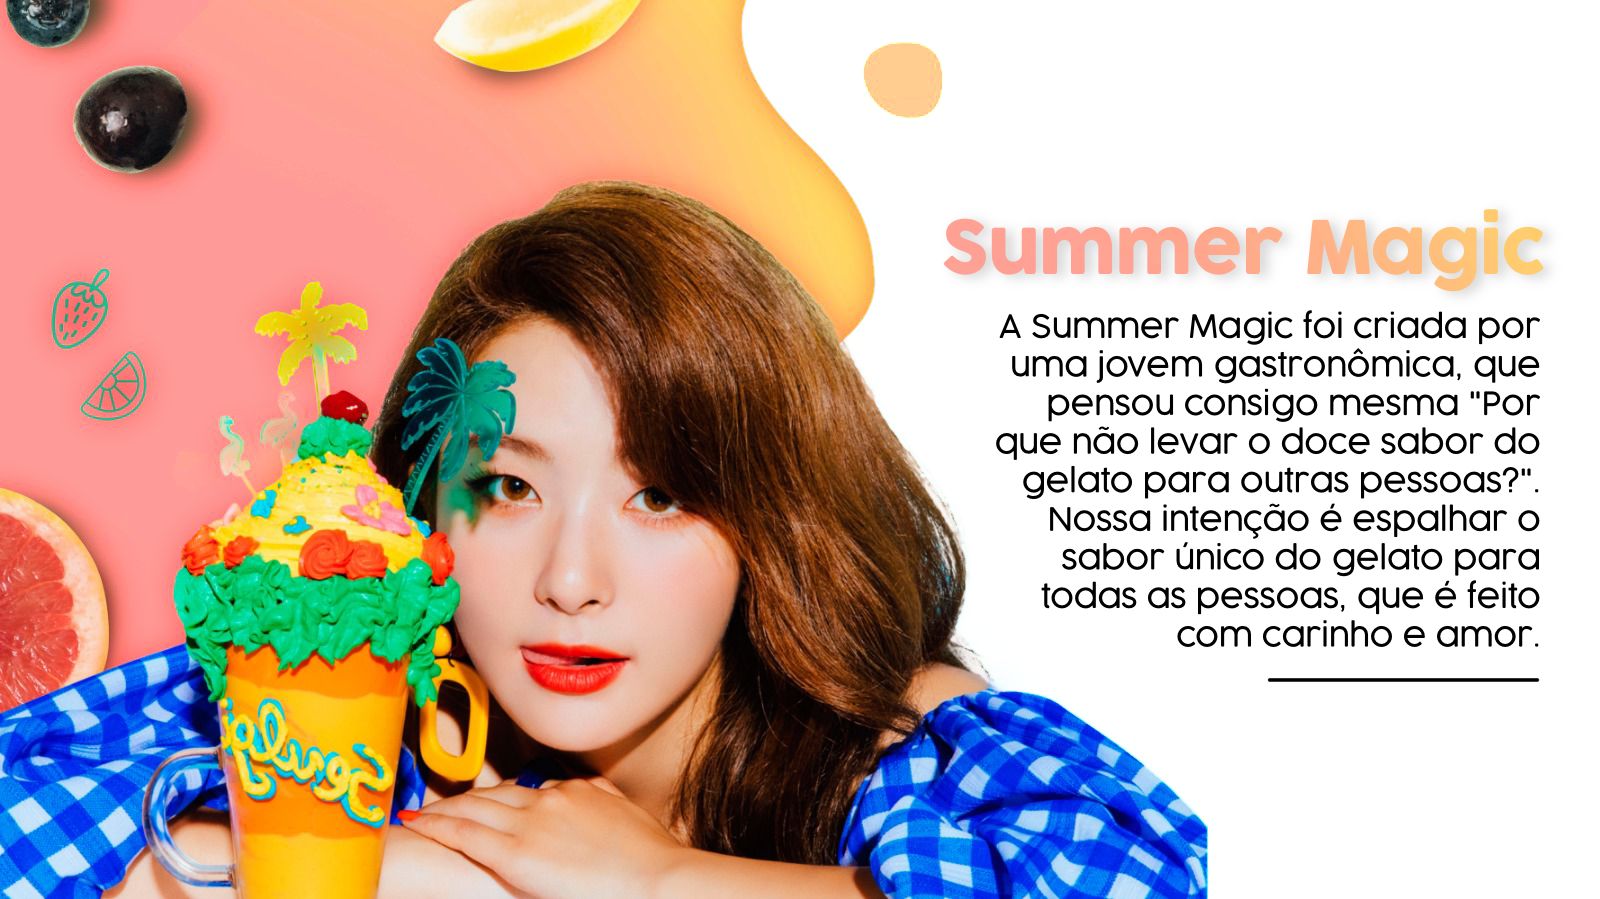 Summer Magic
A Summer Magic foi criada por
uma jovem gastronômica, que
pensou consigo mesma "Por
que não levar o doce sabor do
gelato para outras pessoas?".
Nossa intenção é espalhar o
sabor único do gelato para
todas as pessoas, que é feito
com carinho e amor.
Seulgi